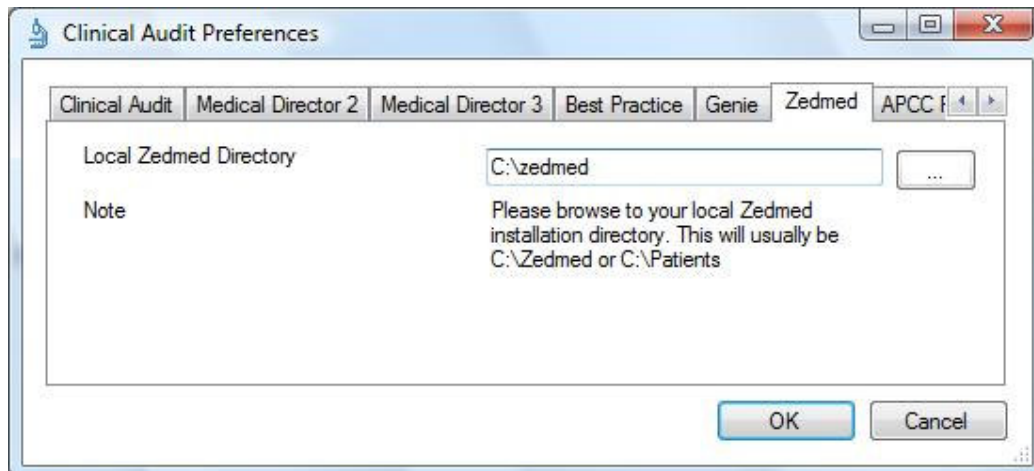 Clinical Audit Preferences
Clinical Audit Medical Director 2 Medical Director 3 Best Practice Genie Zedmed APCC
Local Zedmed Directory C:\zedmed ...
Note Please browse to your local Zedmed
installation directory. This will usually be
C:\Zedmed or C:\Patients
OK Cancel